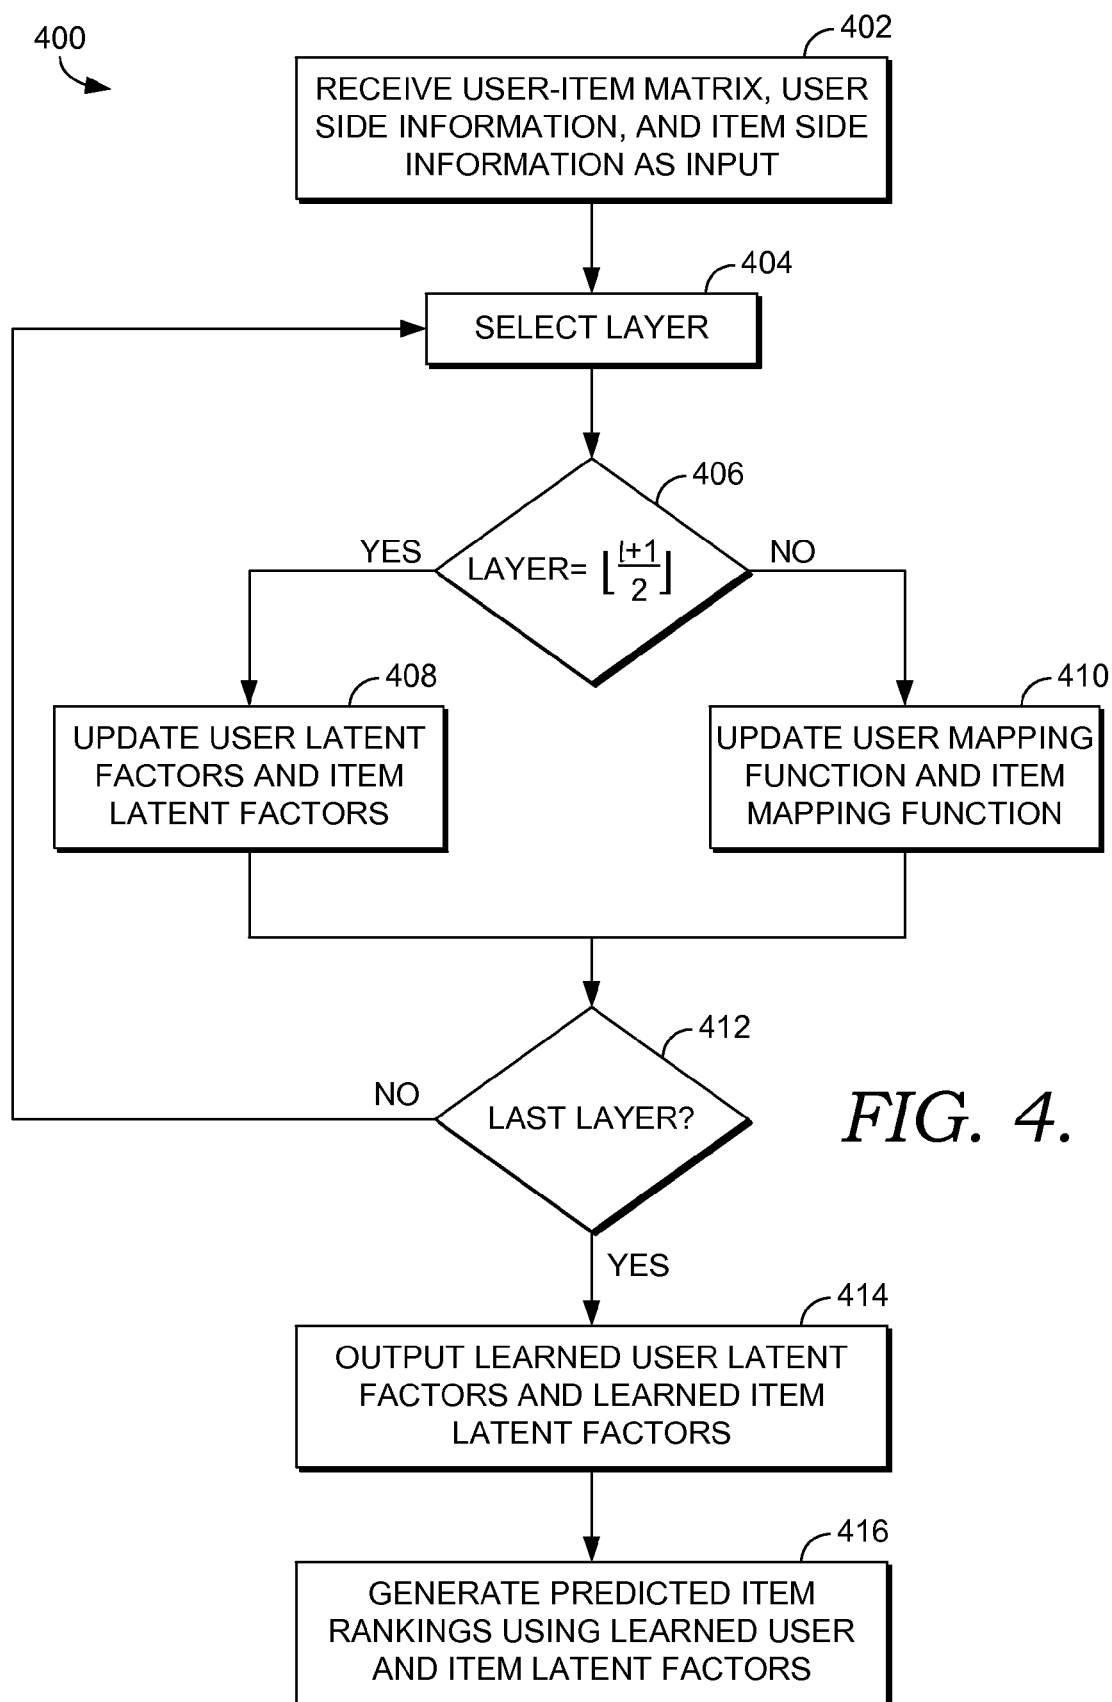 400
402
RECEIVE USER-ITEM MATRIX, USER
SIDE INFORMATION, AND ITEM SIDE
INFORMATION AS INPUT
404
SELECT LAYER
406
YES
LAYER= ⌊(l+1)/2⌋
NO
408
UPDATE USER LATENT
FACTORS AND ITEM
LATENT FACTORS
410
UPDATE USER MAPPING
FUNCTION AND ITEM
MAPPING FUNCTION
412
NO
LAST LAYER?
FIG. 4.
YES
414
OUTPUT LEARNED USER LATENT
FACTORS AND LEARNED ITEM
LATENT FACTORS
416
GENERATE PREDICTED ITEM
RANKINGS USING LEARNED USER
AND ITEM LATENT FACTORS